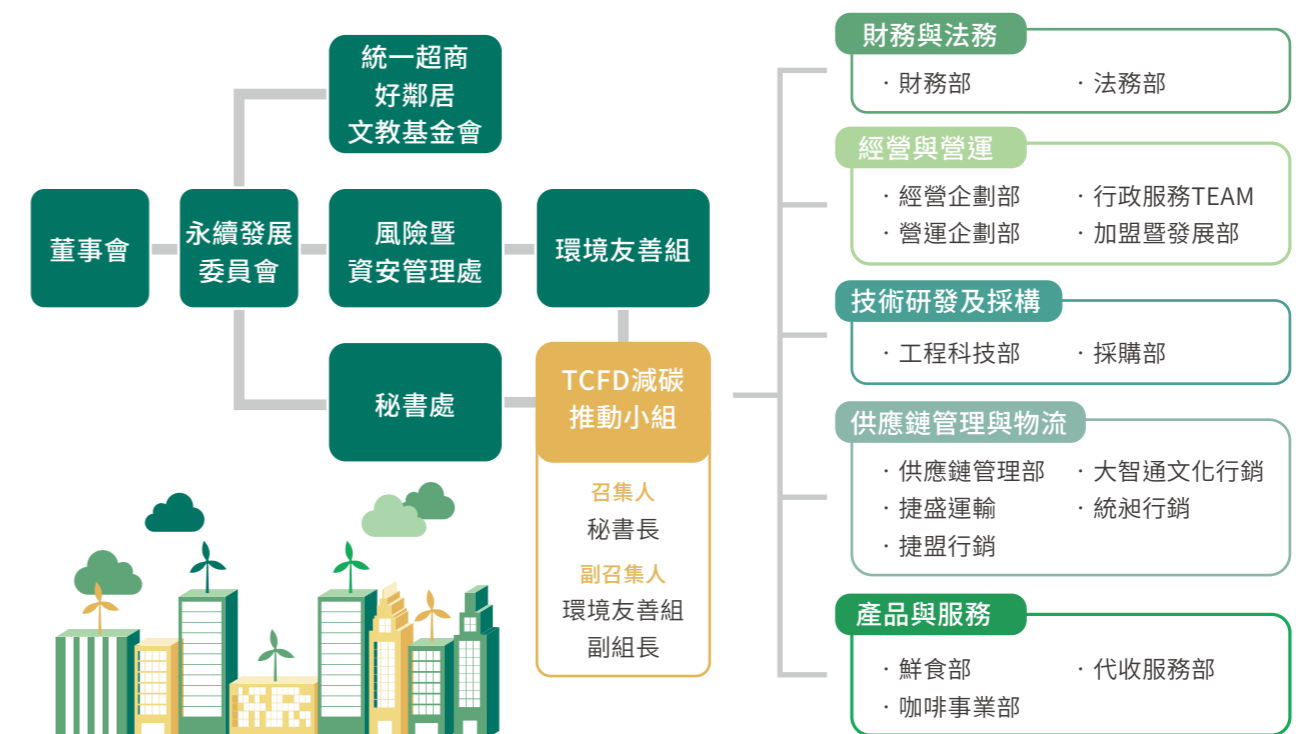 統一超商
好鄰居
文教基金會
董事會
永續發展
委員會
風險暨
資安管理處
環境友善組
秘書處
TCFD減碳
推動小組
召集人
秘書長
副召集人
環境友善組
副組長
財務與法務
·財務部
·法務部
經營與營運
·經營企劃部
·行政服務TEAM
·營運企劃部
·加盟暨發展部
技術研發及採構
·工程科技部
·採購部
供應鏈管理與物流
·供應鏈管理部
·大智通文化行銷
·捷盛運輸
·統昶行銷
·捷盟行銷
產品與服務
·鮮食部
·代收服務部
·咖啡事業部